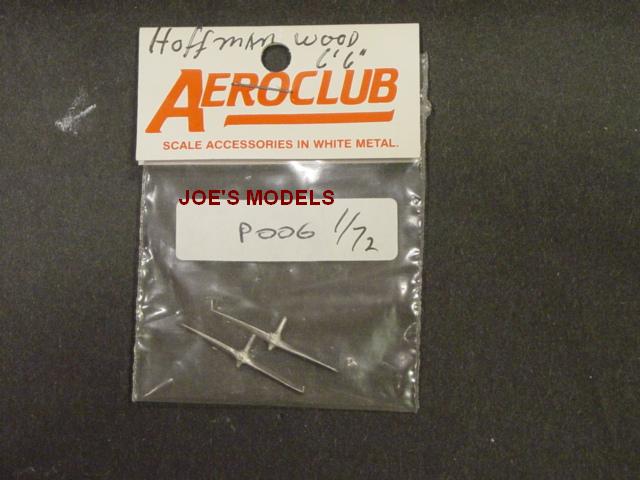 Hoffman WOOD
6'6"
AEROCLUB
SCALE ACCESSORIES IN WHITE METAL.
JOE'S MODELS
P006 1/72